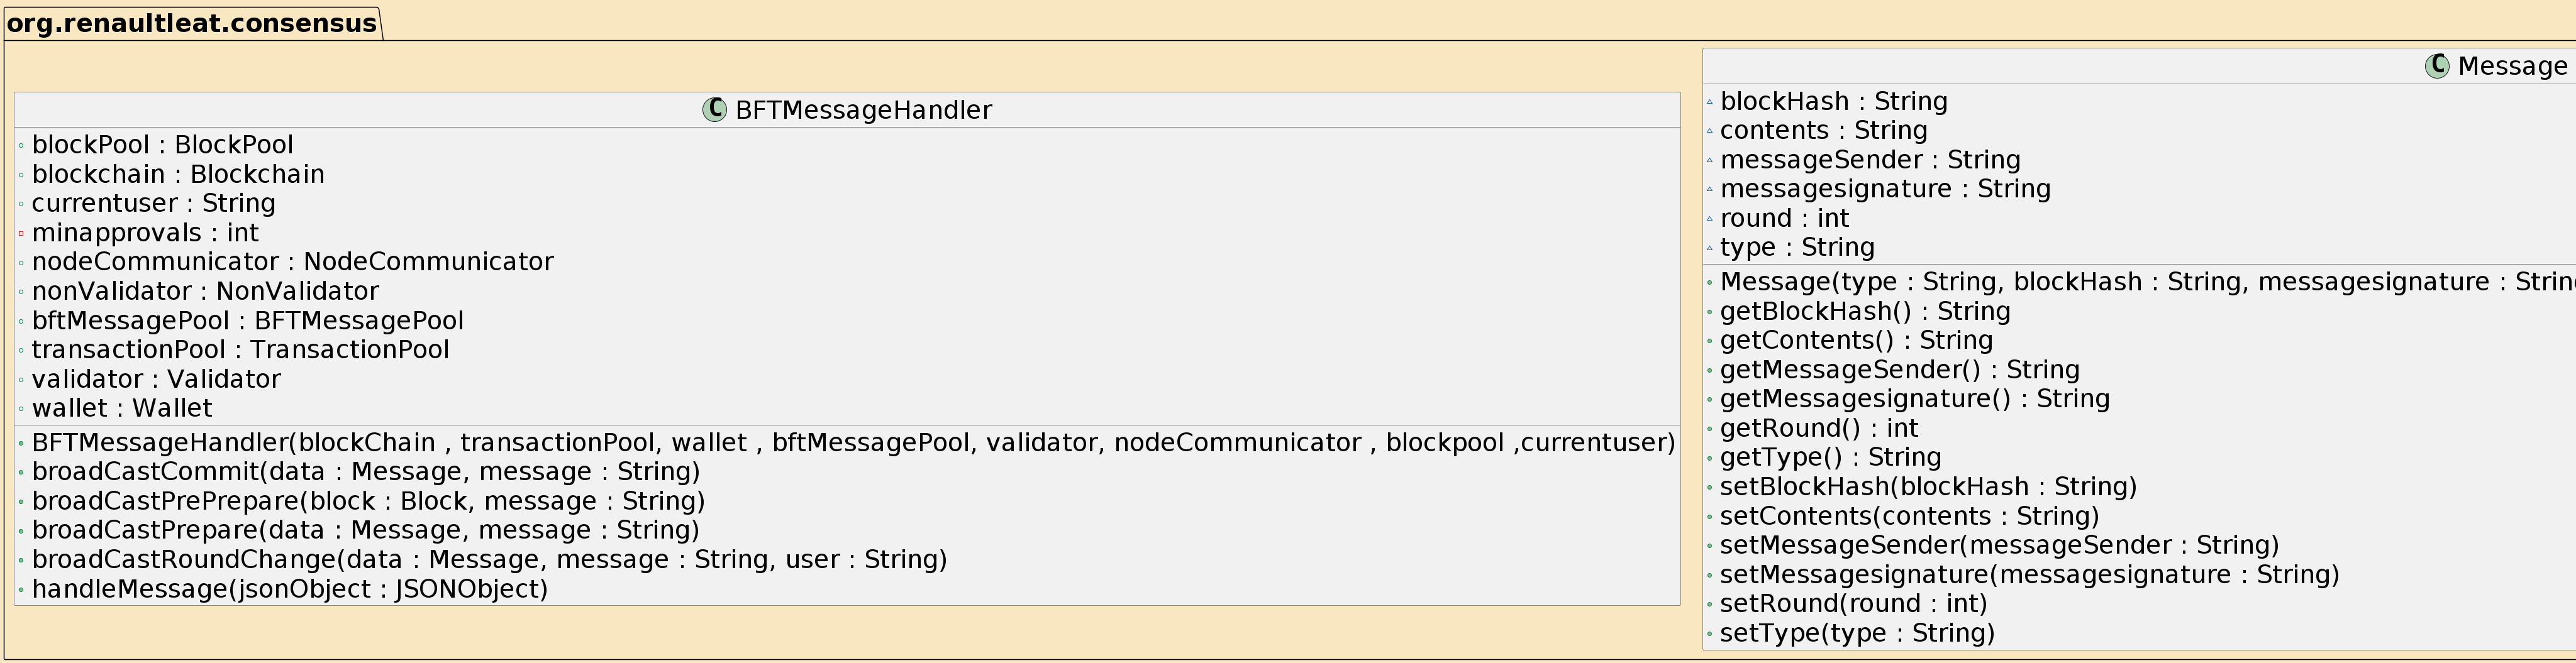 org.renaultleat.consensus
C BFTMessageHandler
blockPool : BlockPool
blockchain : Blockchain
currentuser : String
minapprovals : int
nodeCommunicator : NodeCommunicator
nonValidator : NonValidator
bftMessagePool : BFTMessagePool
transactionPool : TransactionPool
validator : Validator
wallet : Wallet
BFTMessageHandler(blockChain , transactionPool, wallet , bftMessagePool, validator, nodeCommunicator , blockpool ,currentuser)
broadCastCommit(data : Message, message : String)
broadCastPrePrepare(block : Block, message : String)
broadCastPrepare(data : Message, message : String)
broadCastRoundChange(data : Message, message : String, user : String)
handleMessage(jsonObject : JSONObject)
C Message
blockHash : String
contents : String
messageSender : String
messagesignature : String
round : int
type : String
Message(type : String, blockHash : String, messagesignature : Strin
getBlockHash() : String
getContents() : String
getMessageSender() : String
getMessagesignature() : String
getRound() : int
getType() : String
setBlockHash(blockHash : String)
setContents(contents : String)
setMessageSender(messageSender : String)
setMessagesignature(messagesignature : String)
setRound(round : int)
setType(type : String)